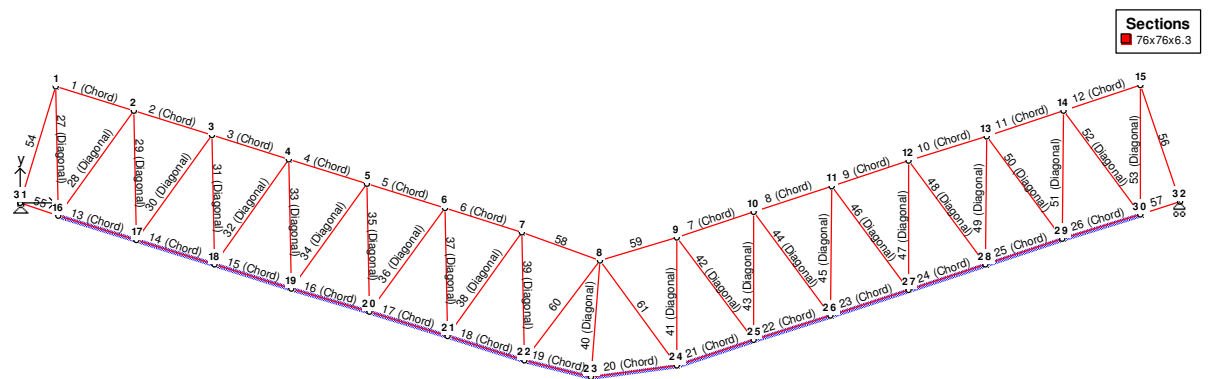 Sections
76x76x6.3
1
2
3
4
5
6
7
8
9
10
11
12
13
14
15
1 (Chord)
2 (Chord)
3 (Chord)
4 (Chord)
5 (Chord)
6 (Chord)
58
59
7 (Chord)
8 (Chord)
9 (Chord)
10 (Chord)
11 (Chord)
12 (Chord)
54
27 (Diagonal)
28 (Diagonal)
29 (Diagonal)
30 (Diagonal)
31 (Diagonal)
32 (Diagonal)
33 (Diagonal)
34 (Diagonal)
35 (Diagonal)
36 (Diagonal)
37 (Diagonal)
38 (Diagonal)
39 (Diagonal)
60
40 (Diagonal)
61
41 (Diagonal)
42 (Diagonal)
43 (Diagonal)
44 (Diagonal)
45 (Diagonal)
46 (Diagonal)
47 (Diagonal)
48 (Diagonal)
49 (Diagonal)
50 (Diagonal)
51 (Diagonal)
52 (Diagonal)
53 (Diagonal)
56
y
31
55
16
13 (Chord)
17
14 (Chord)
18
15 (Chord)
19
16 (Chord)
20
17 (Chord)
21
18 (Chord)
22
19 (Chord)
23
20 (Chord)
24
21 (Chord)
25
22 (Chord)
26
23 (Chord)
27
24 (Chord)
28
25 (Chord)
29
26 (Chord)
30
57
32